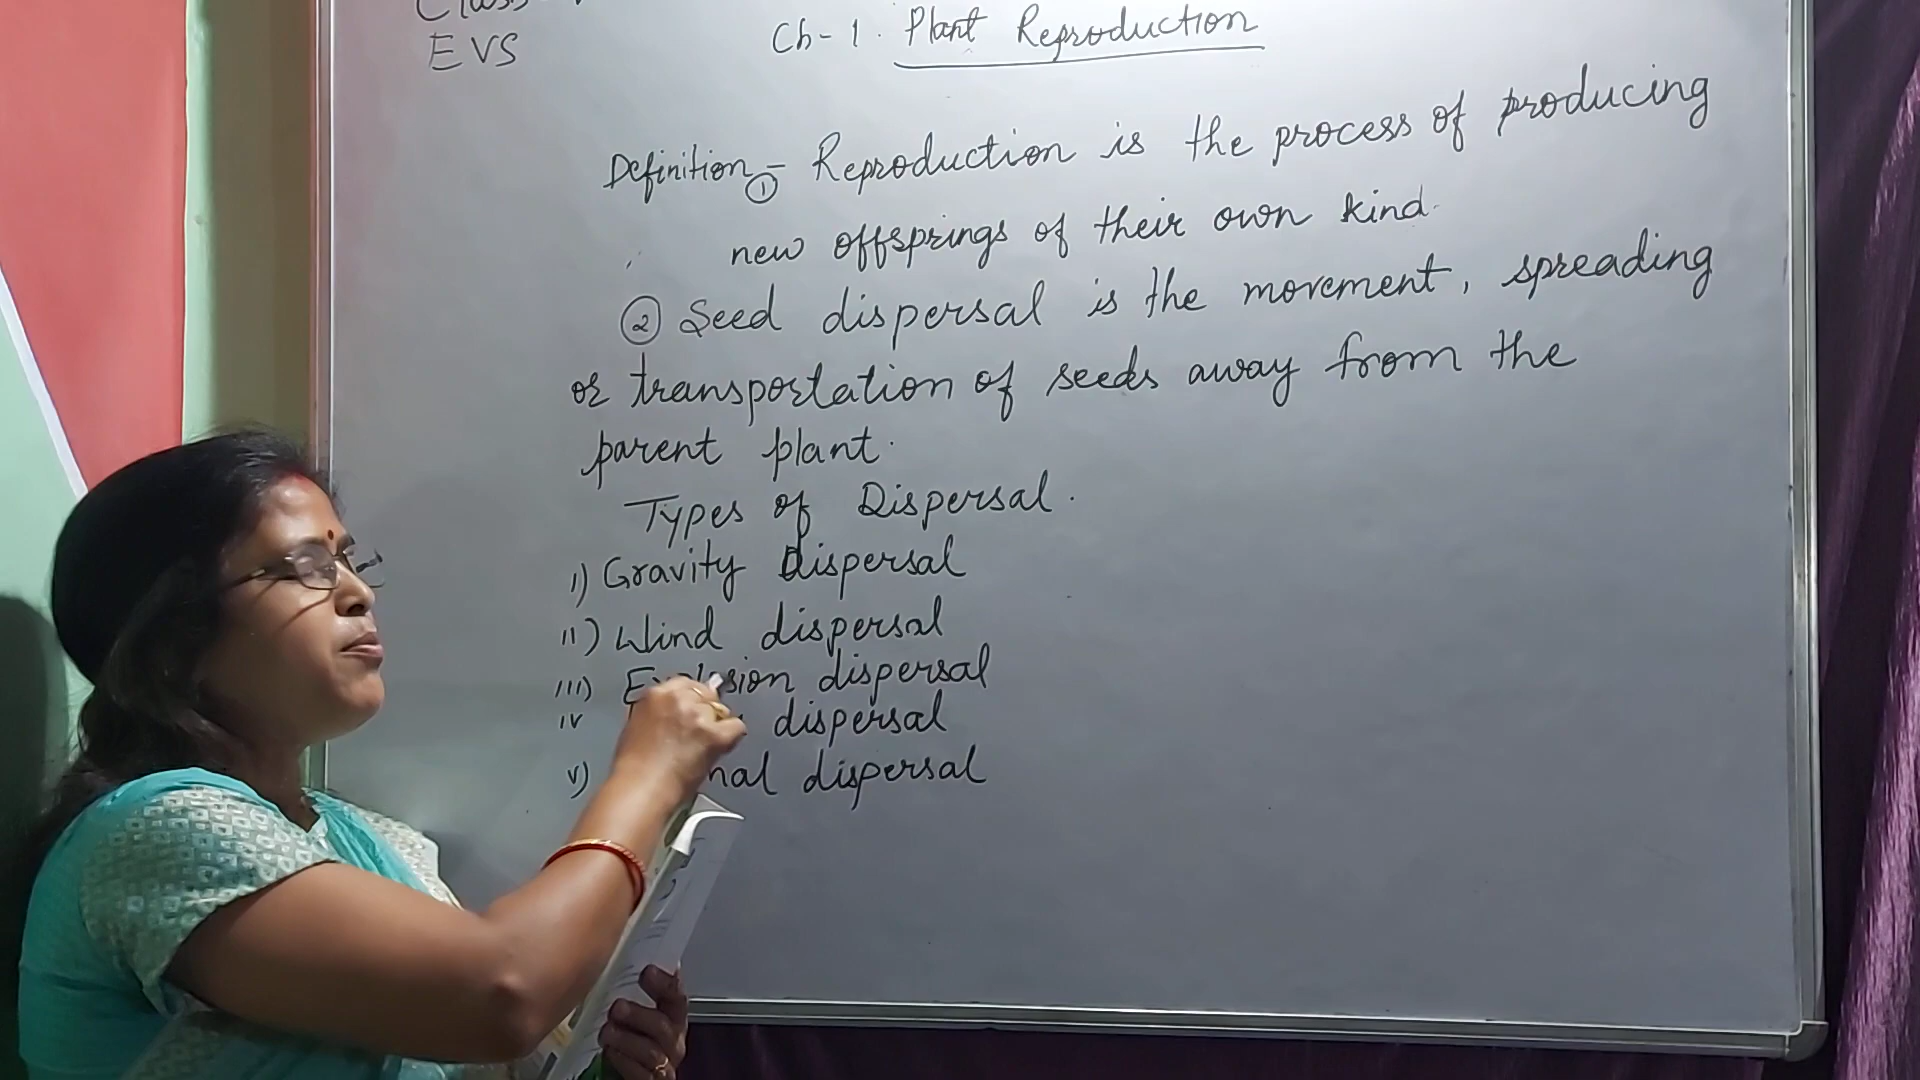 Class
EVS
Ch-1. Plant Reproduction
Definition ① - Reproduction is the process of producing
new offsprings of their own kind.
② Seed dispersal is the movement, spreading
or transportation of seeds away from the
parent plant.
Types of Dispersal.
i) Gravity Dispersal
ii) Wind dispersal
iii) Explosion dispersal
iv dispersal
v) dispersal